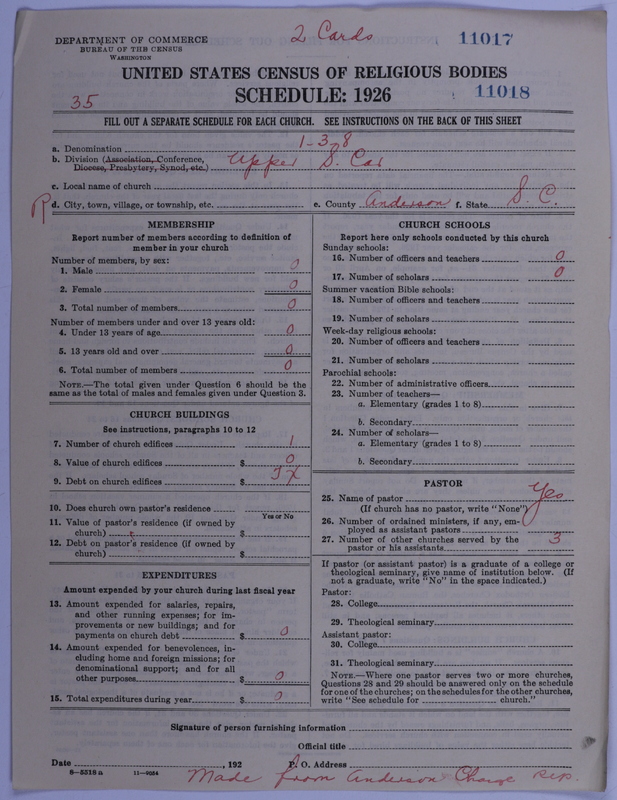 DEPARTMENT OF COMMERCE
BUREAU OF THE CENSUS
WASHINGTON
2 Cards
11017
UNITED STATES CENSUS OF RELIGIOUS BODIES
35
SCHEDULE: 1926
11018
FILL OUT A SEPARATE SCHEDULE FOR EACH CHURCH. SEE INSTRUCTIONS ON THE BACK OF THIS SHEET
a. Denomination 1-3-8
b. Division (Association, Conference, Diocese, Presbytery, Synod, etc.) Upper S. Car.
c. Local name of church
R d. City, town, village, or township, etc. e. County Anderson f. State S. C.
MEMBERSHIP
Report number of members according to definition of
member in your church
Number of members, by sex:
1. Male 0
2. Female 0
3. Total number of members 0
Number of members under and over 13 years old:
4. Under 13 years of age 0
5. 13 years old and over 0
6. Total number of members 0
NOTE.—The total given under Question 6 should be the
same as the total of males and females given under Question 3.
CHURCH BUILDINGS
See instructions, paragraphs 10 to 12
7. Number of church edifices 1
8. Value of church edifices $ 0
9. Debt on church edifices $
10. Does church own pastor's residence
Yes or No
11. Value of pastor's residence (if owned by
church) $
12. Debt on pastor's residence (if owned by
church) $
EXPENDITURES
Amount expended by your church during last fiscal year
13. Amount expended for salaries, repairs,
and other running expenses; for im-
provements or new buildings; and for
payments on church debt $ 0
14. Amount expended for benevolences, in-
cluding home and foreign missions; for
denominational support; and for all
other purposes $ 0
15. Total expenditures during year $ 0
CHURCH SCHOOLS
Report here only schools conducted by this church
Sunday schools:
16. Number of officers and teachers 0
17. Number of scholars 0
Summer vacation Bible schools:
18. Number of officers and teachers
19. Number of scholars
Week-day religious schools:
20. Number of officers and teachers
21. Number of scholars
Parochial schools:
22. Number of administrative officers
23. Number of teachers—
a. Elementary (grades 1 to 8)
b. Secondary
24. Number of scholars—
a. Elementary (grades 1 to 8)
b. Secondary
PASTOR
25. Name of pastor Yes
(If church has no pastor, write "None")
26. Number of ordained ministers, if any, em-
ployed as assistant pastors
27. Number of other churches served by the
pastor or his assistants 3
If pastor (or assistant pastor) is a graduate of a college or
theological seminary, give name of institution below. (If
not a graduate, write "No" in the space indicated.)
Pastor:
28. College
29. Theological seminary
Assistant pastor:
30. College
31. Theological seminary
NOTE.—Where one pastor serves two or more churches,
Questions 28 and 29 should be answered only on the schedule
for one of the churches; on the schedules for the other churches,
write "See schedule for church."
Signature of person furnishing information
Official title
Date , 192 P. O. Address
8—5518a 11—9054
Made from Anderson Charge rep.